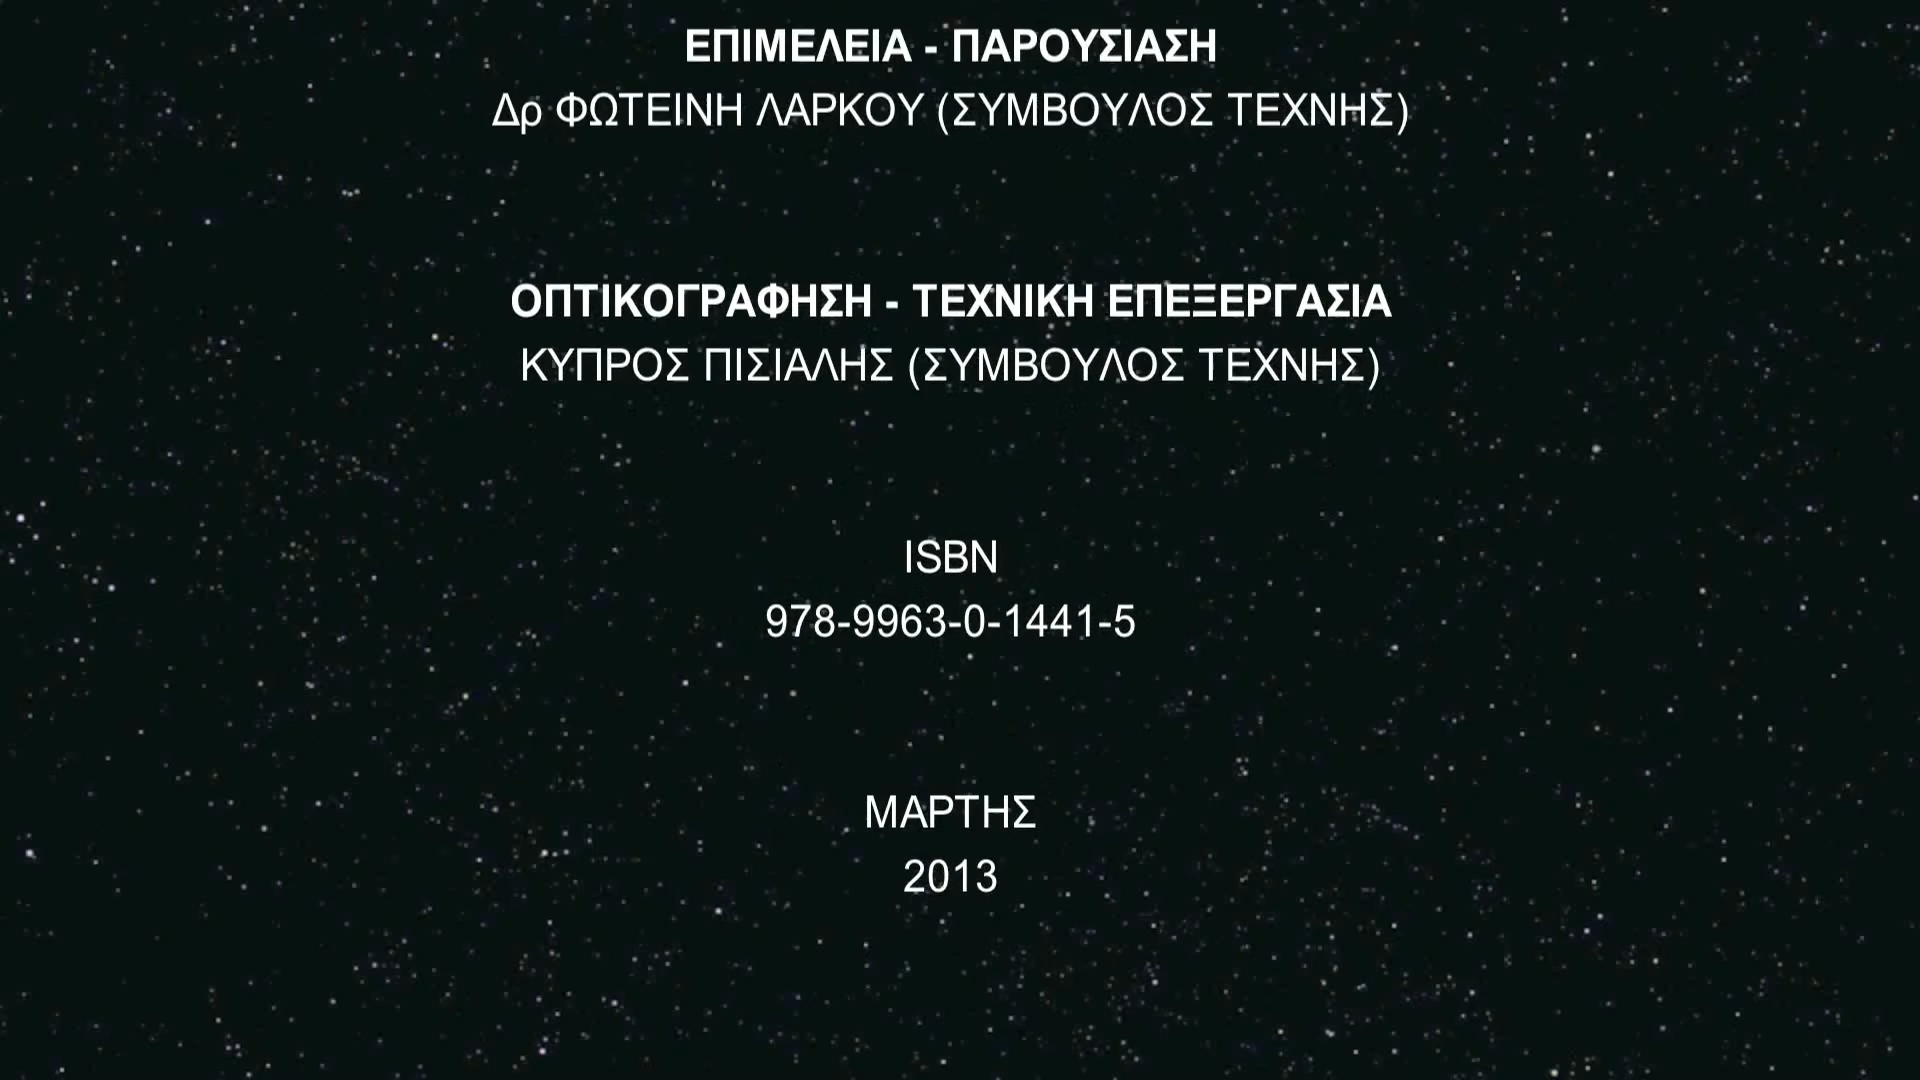 ΕΠΙΜΕΛΕΙΑ - ΠΑΡΟΥΣΙΑΣΗ
Δρ ΦΩΤΕΙΝΗ ΛΑΡΚΟΥ (ΣΥΜΒΟΥΛΟΣ ΤΕΧΝΗΣ)
ΟΠΤΙΚΟΓΡΑΦΗΣΗ - ΤΕΧΝΙΚΗ ΕΠΕΞΕΡΓΑΣΙΑ
ΚΥΠΡΟΣ ΠΙΣΙΑΛΗΣ (ΣΥΜΒΟΥΛΟΣ ΤΕΧΝΗΣ)
ISBN
978-9963-0-1441-5
ΜΑΡΤΗΣ
2013